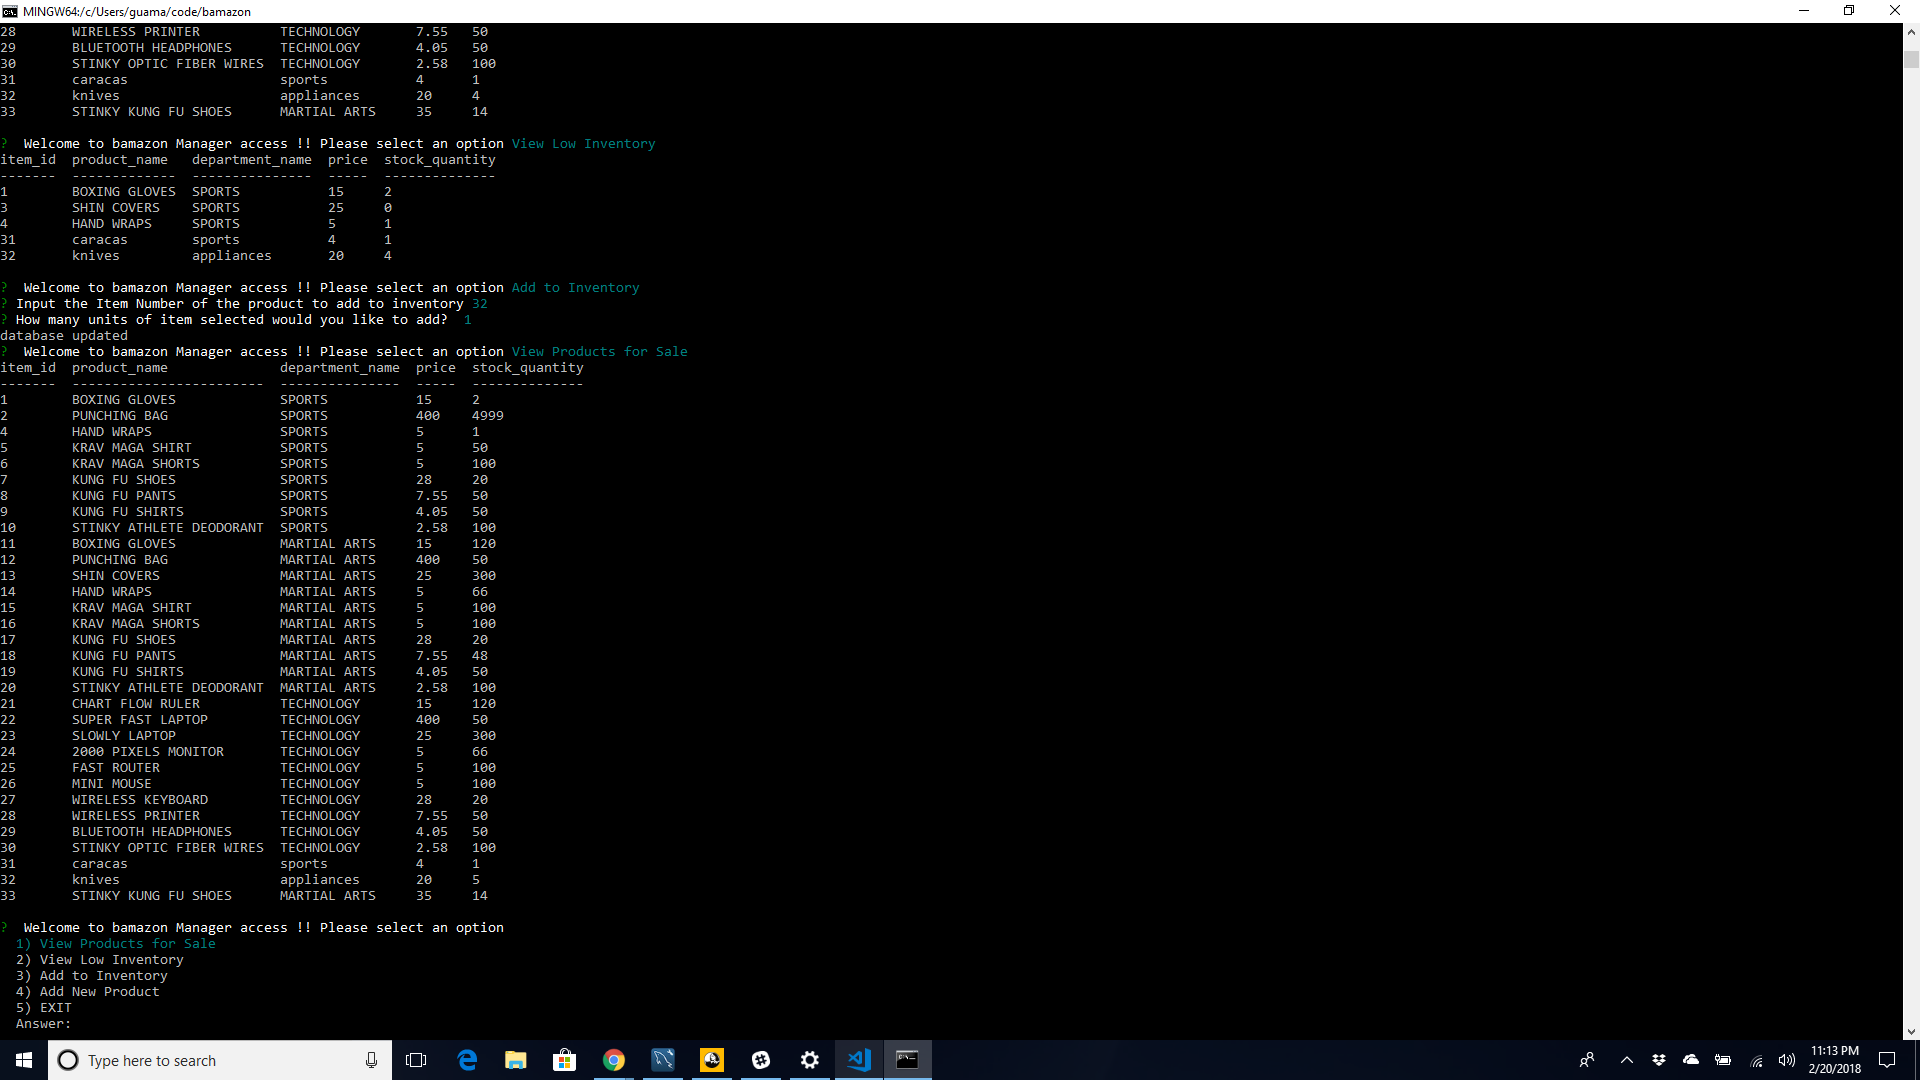 MINGW64:/c/Users/guama/code/bamazon
28 WIRELESS PRINTER TECHNOLOGY 7.55 50
29 BLUETOOTH HEADPHONES TECHNOLOGY 4.05 50
30 STINKY OPTIC FIBER WIRES TECHNOLOGY 2.58 100
31 caracas sports 4 1
32 knives appliances 20 4
33 STINKY KUNG FU SHOES MARTIAL ARTS 35 14
? Welcome to bamazon Manager access !! Please select an option View Low Inventory
item_id product_name department_name price stock_quantity
------- ------------- --------------- ----- --------------
1 BOXING GLOVES SPORTS 15 2
3 SHIN COVERS SPORTS 25 0
4 HAND WRAPS SPORTS 5 1
31 caracas sports 4 1
32 knives appliances 20 4
? Welcome to bamazon Manager access !! Please select an option Add to Inventory
? Input the Item Number of the product to add to inventory 32
? How many units of item selected would you like to add? 1
database updated
? Welcome to bamazon Manager access !! Please select an option View Products for Sale
item_id product_name department_name price stock_quantity
------- ------------------------ --------------- ----- --------------
1 BOXING GLOVES SPORTS 15 2
2 PUNCHING BAG SPORTS 400 4999
4 HAND WRAPS SPORTS 5 1
5 KRAV MAGA SHIRT SPORTS 5 50
6 KRAV MAGA SHORTS SPORTS 5 100
7 KUNG FU SHOES SPORTS 28 20
8 KUNG FU PANTS SPORTS 7.55 50
9 KUNG FU SHIRTS SPORTS 4.05 50
10 STINKY ATHLETE DEODORANT SPORTS 2.58 100
11 BOXING GLOVES MARTIAL ARTS 15 120
12 PUNCHING BAG MARTIAL ARTS 400 50
13 SHIN COVERS MARTIAL ARTS 25 300
14 HAND WRAPS MARTIAL ARTS 5 66
15 KRAV MAGA SHIRT MARTIAL ARTS 5 100
16 KRAV MAGA SHORTS MARTIAL ARTS 5 100
17 KUNG FU SHOES MARTIAL ARTS 28 20
18 KUNG FU PANTS MARTIAL ARTS 7.55 48
19 KUNG FU SHIRTS MARTIAL ARTS 4.05 50
20 STINKY ATHLETE DEODORANT MARTIAL ARTS 2.58 100
21 CHART FLOW RULER TECHNOLOGY 15 120
22 SUPER FAST LAPTOP TECHNOLOGY 400 50
23 SLOWLY LAPTOP TECHNOLOGY 25 300
24 2000 PIXELS MONITOR TECHNOLOGY 5 66
25 FAST ROUTER TECHNOLOGY 5 100
26 MINI MOUSE TECHNOLOGY 5 100
27 WIRELESS KEYBOARD TECHNOLOGY 28 20
28 WIRELESS PRINTER TECHNOLOGY 7.55 50
29 BLUETOOTH HEADPHONES TECHNOLOGY 4.05 50
30 STINKY OPTIC FIBER WIRES TECHNOLOGY 2.58 100
31 caracas sports 4 1
32 knives appliances 20 5
33 STINKY KUNG FU SHOES MARTIAL ARTS 35 14
? Welcome to bamazon Manager access !! Please select an option
1) View Products for Sale
2) View Low Inventory
3) Add to Inventory
4) Add New Product
5) EXIT
Answer:
Type here to search
11:13 PM
2/20/2018